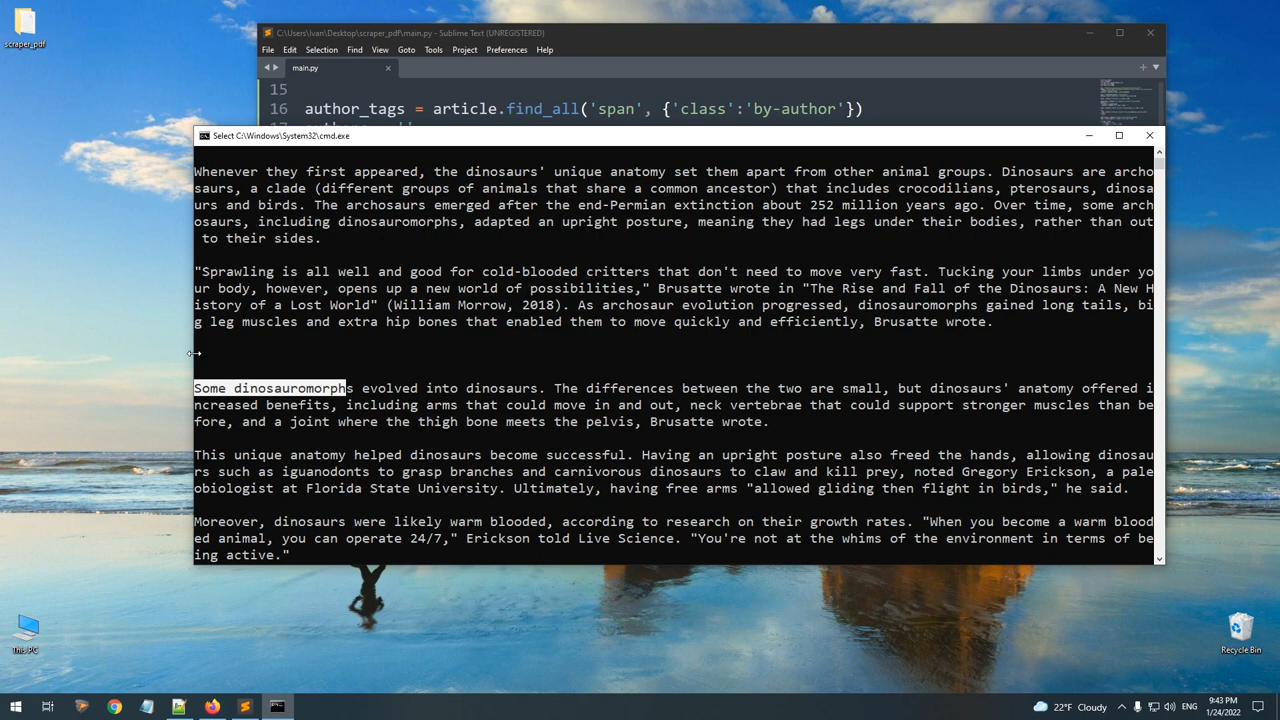 scraper_pdf
C:\Users\Ivan\Desktop\scraper_pdf\main.py - Sublime Text (UNREGISTERED)
File Edit Selection Find View Goto Tools Project Preferences Help
main.py
15
16 author_tags = article.find_all('span', {'class':'by-author'})
Select C:\Windows\System32\cmd.exe
Whenever they first appeared, the dinosaurs' unique anatomy set them apart from other animal groups. Dinosaurs are archo
saurs, a clade (different groups of animals that share a common ancestor) that includes crocodilians, pterosaurs, dinosa
urs and birds. The archosaurs emerged after the end-Permian extinction about 252 million years ago. Over time, some arch
osaurs, including dinosauromorphs, adapted an upright posture, meaning they had legs under their bodies, rather than out
to their sides.
"Sprawling is all well and good for cold-blooded critters that don't need to move very fast. Tucking your limbs under yo
ur body, however, opens up a new world of possibilities," Brusatte wrote in "The Rise and Fall of the Dinosaurs: A New H
istory of a Lost World" (William Morrow, 2018). As archosaur evolution progressed, dinosauromorphs gained long tails, bi
g leg muscles and extra hip bones that enabled them to move quickly and efficiently, Brusatte wrote.
Some dinosauromorphs evolved into dinosaurs. The differences between the two are small, but dinosaurs' anatomy offered i
ncreased benefits, including arms that could move in and out, neck vertebrae that could support stronger muscles than be
fore, and a joint where the thigh bone meets the pelvis, Brusatte wrote.
This unique anatomy helped dinosaurs become successful. Having an upright posture also freed the hands, allowing dinosau
rs such as iguanodonts to grasp branches and carnivorous dinosaurs to claw and kill prey, noted Gregory Erickson, a pale
obiologist at Florida State University. Ultimately, having free arms "allowed gliding then flight in birds," he said.
Moreover, dinosaurs were likely warm blooded, according to research on their growth rates. "When you become a warm blood
ed animal, you can operate 24/7," Erickson told Live Science. "You're not at the whims of the environment in terms of be
ing active."
This PC
Recycle Bin
22°F Cloudy
ENG
9:43 PM
1/24/2022